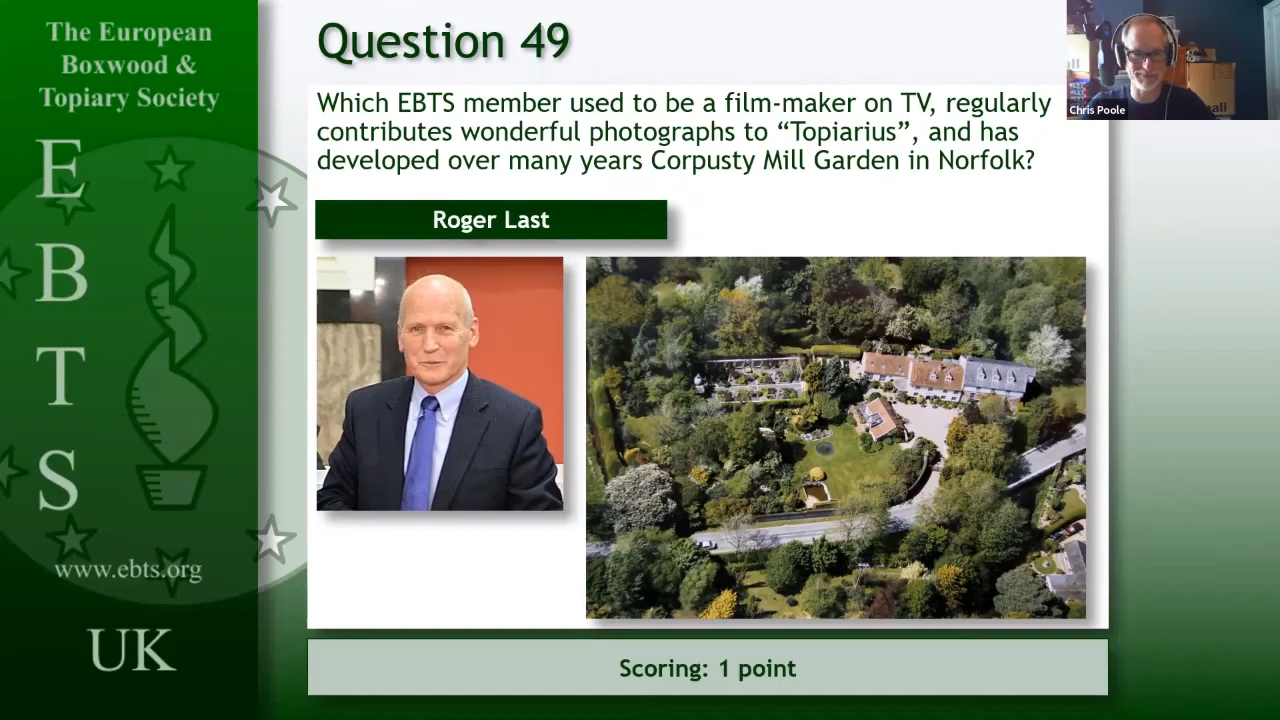 The European
Boxwood &
Topiary Society
E
B
T
S
www.ebts.org
UK
Question 49
Which EBTS member used to be a film-maker on TV, regularly
contributes wonderful photographs to “Topiarius”, and has
developed over many years Corpusty Mill Garden in Norfolk?
Roger Last
Scoring: 1 point
Chris Poole